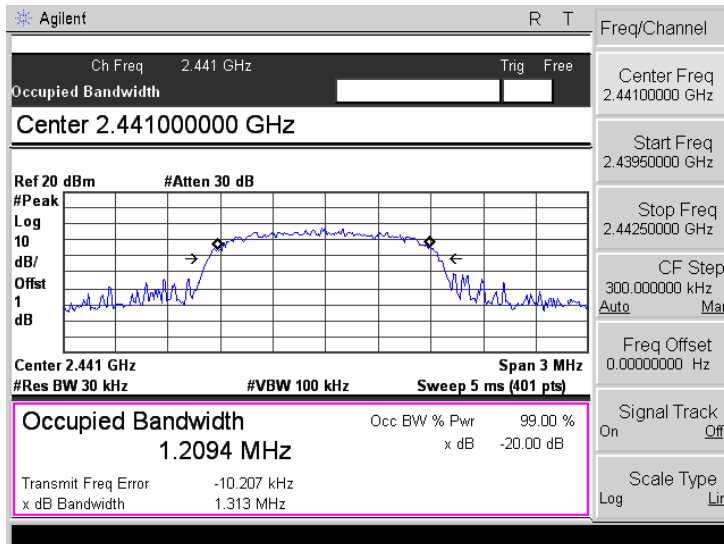 Agilent R T
Freq/Channel
Ch Freq 2.441 GHz Trig Free
Occupied Bandwidth
Center 2.441000000 GHz
Ref 20 dBm #Atten 30 dB
#Peak
Log
10
dB/
Offst
1
dB
Center 2.441 GHz Span 3 MHz
#Res BW 30 kHz #VBW 100 kHz Sweep 5 ms (401 pts)
Occupied Bandwidth
1.2094 MHz
Occ BW % Pwr 99.00 %
x dB -20.00 dB
Transmit Freq Error -10.207 kHz
x dB Bandwidth 1.313 MHz
Center Freq
2.44100000 GHz
Start Freq
2.43950000 GHz
Stop Freq
2.44250000 GHz
CF Step
300.000000 kHz
Auto Man
Freq Offset
0.00000000 Hz
Signal Track
On Off
Scale Type
Log Lin